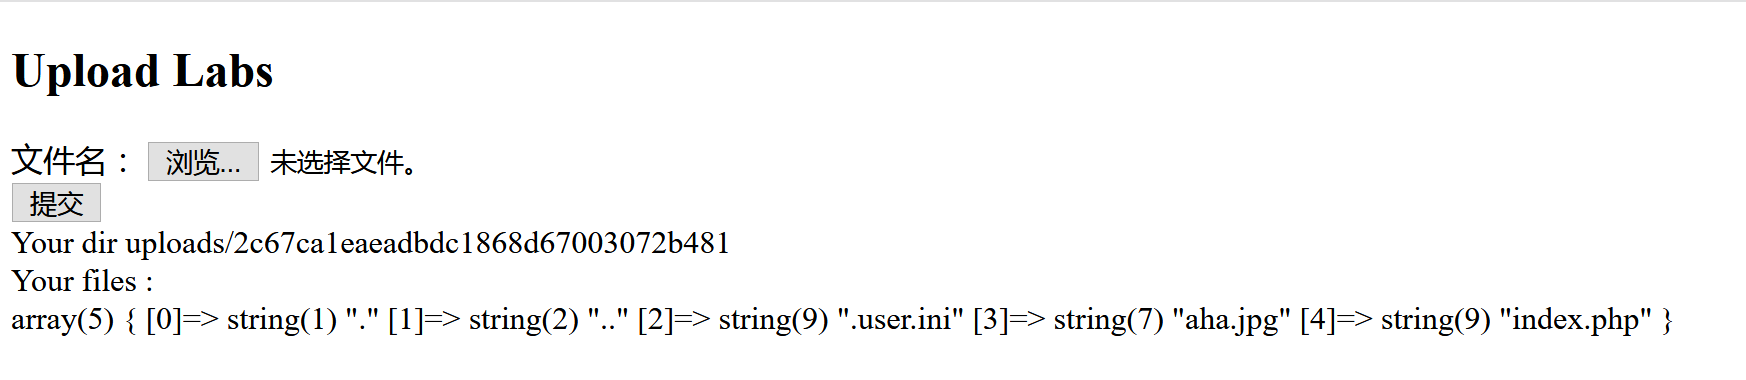 Upload Labs
文件名： 浏览... 未选择文件。
提交
Your dir uploads/2c67ca1eaeadbdc1868d67003072b481
Your files :
array(5) { [0]=> string(1) "." [1]=> string(2) ".." [2]=> string(9) ".user.ini" [3]=> string(7) "aha.jpg" [4]=> string(9) "index.php" }